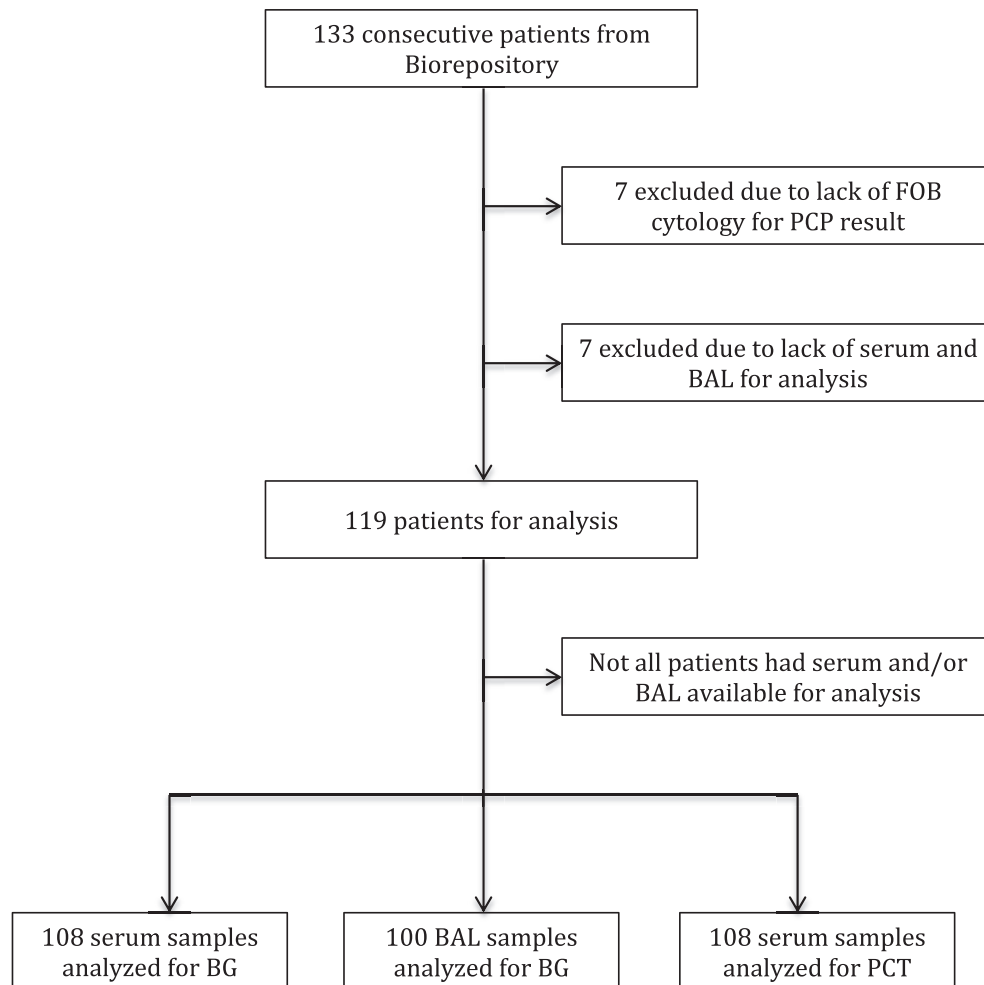 133 consecutive patients from
Biorepository
7 excluded due to lack of FOB
cytology for PCP result
7 excluded due to lack of serum and
BAL for analysis
119 patients for analysis
Not all patients had serum and/or
BAL available for analysis
108 serum samples
analyzed for BG
100 BAL samples
analyzed for BG
108 serum samples
analyzed for PCT